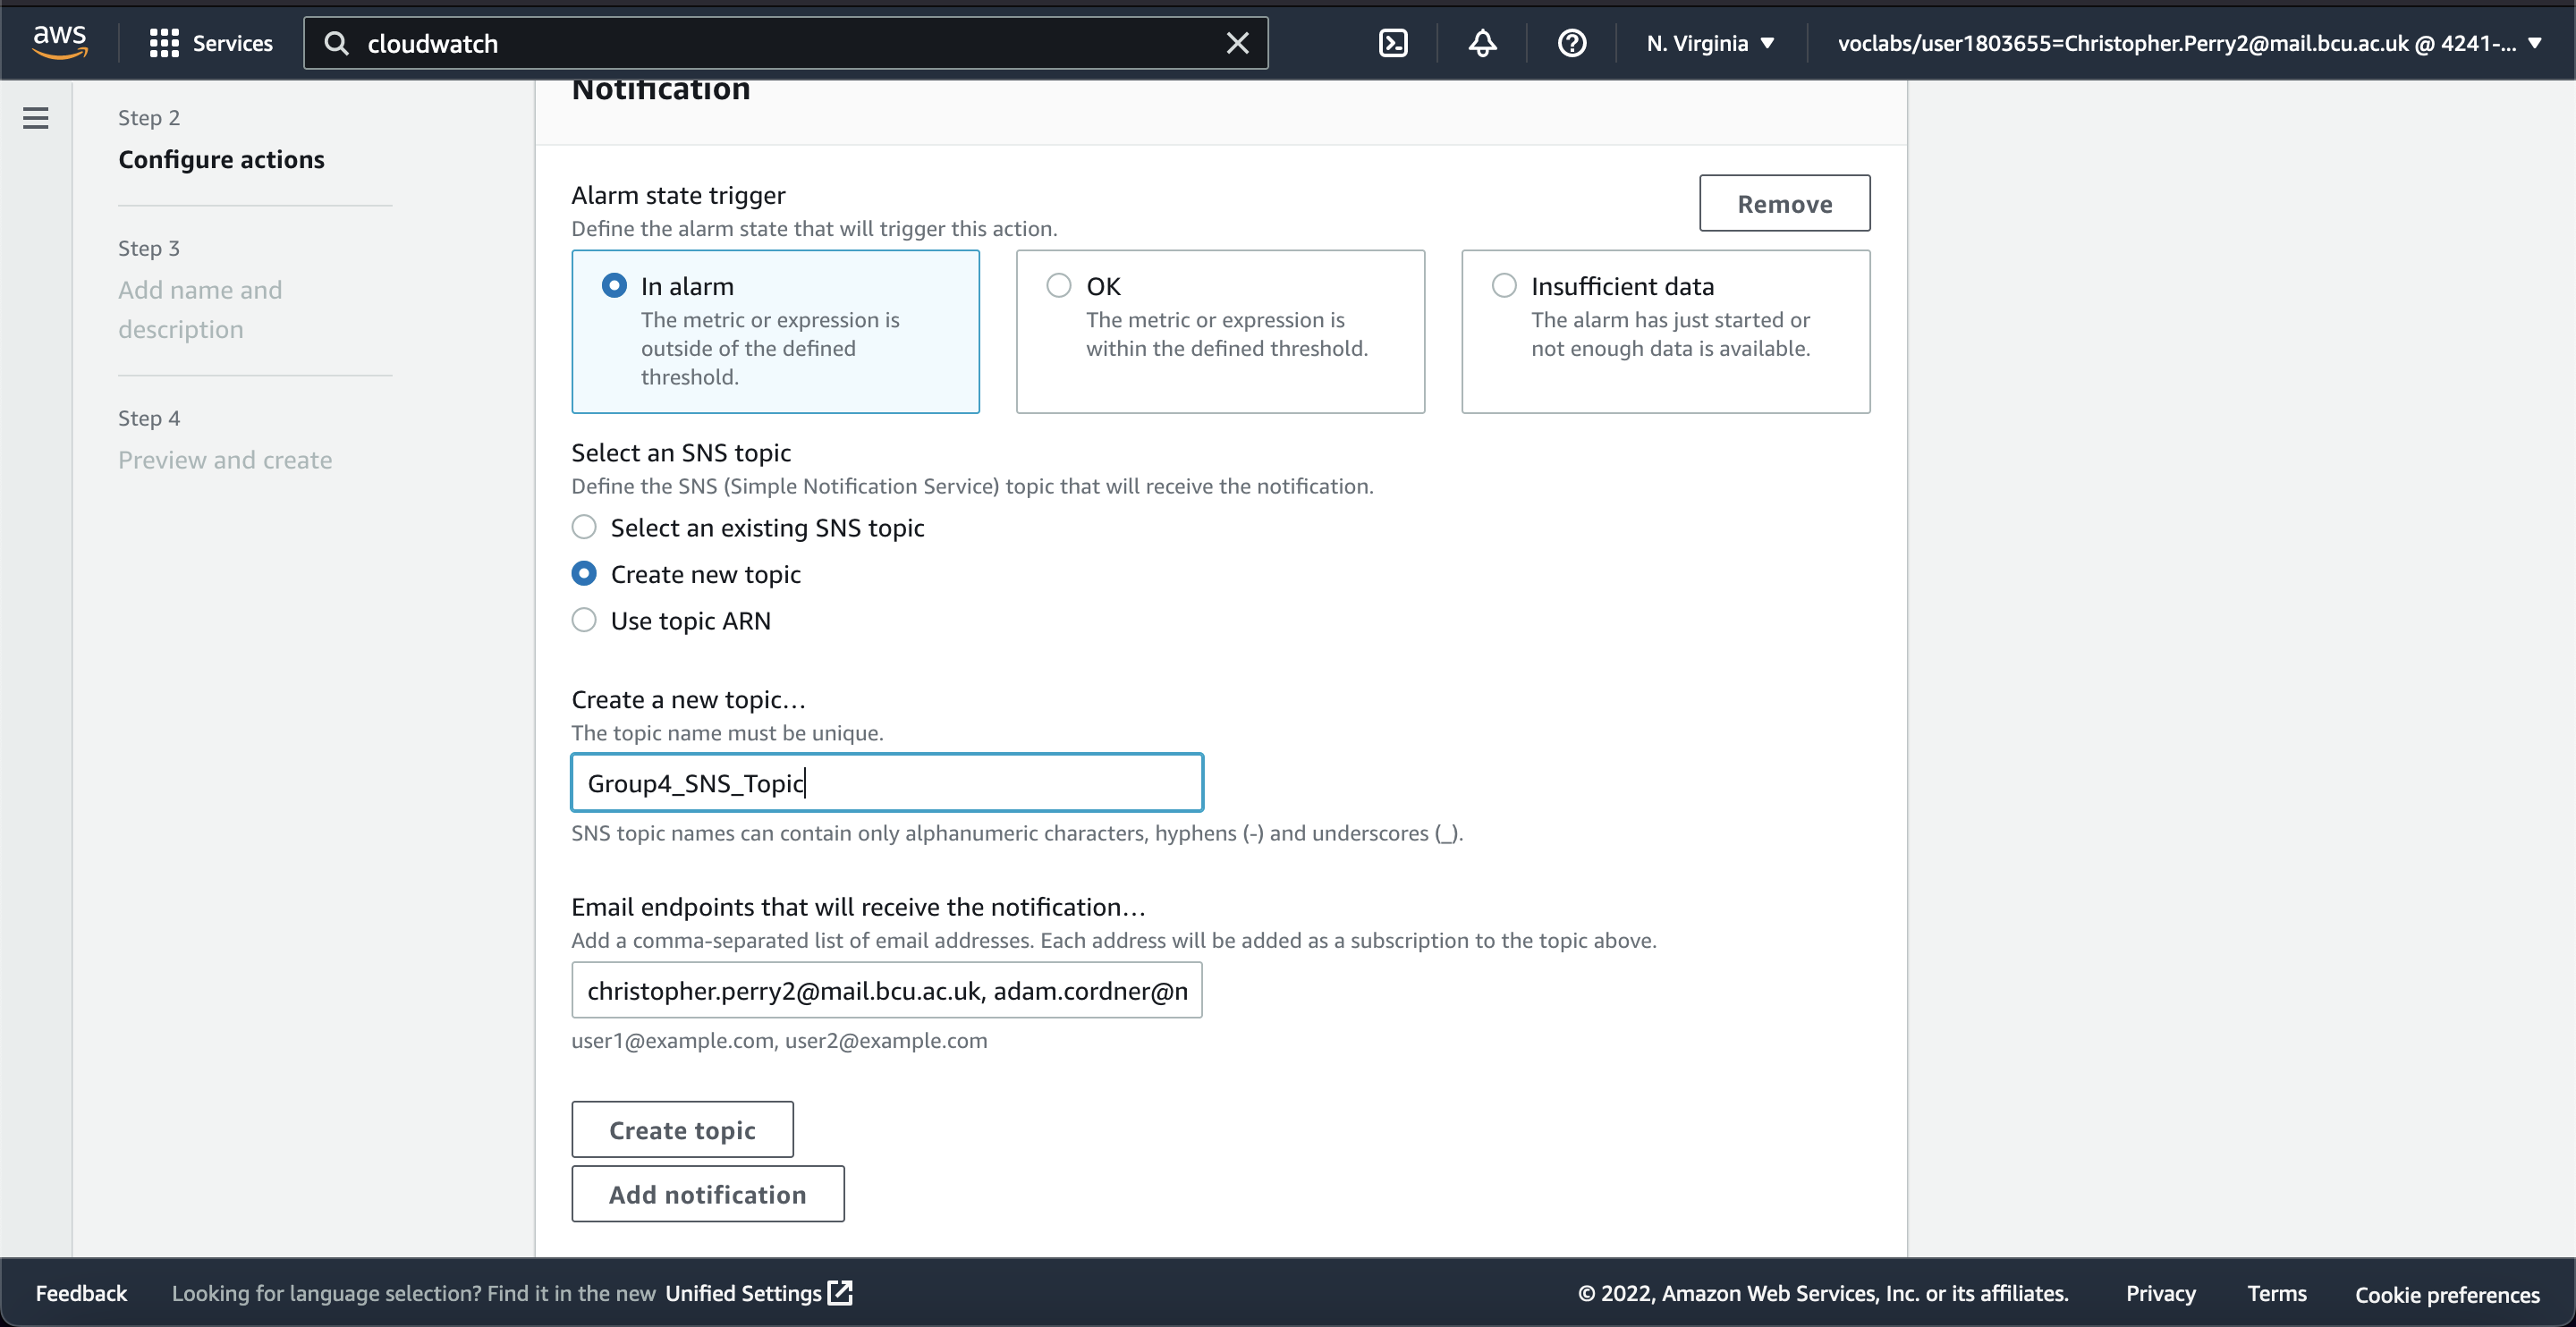 aws
Services
cloudwatch
N. Virginia
voclabs/user1803655=Christopher.Perry2@mail.bcu.ac.uk @ 4241-...
Step 2
Configure actions
Step 3
Add name and
description
Step 4
Preview and create
Notification
Alarm state trigger
Define the alarm state that will trigger this action.
Remove
In alarm
The metric or expression is
outside of the defined
threshold.
OK
The metric or expression is
within the defined threshold.
Insufficient data
The alarm has just started or
not enough data is available.
Select an SNS topic
Define the SNS (Simple Notification Service) topic that will receive the notification.
Select an existing SNS topic
Create new topic
Use topic ARN
Create a new topic…
The topic name must be unique.
Group4_SNS_Topic
SNS topic names can contain only alphanumeric characters, hyphens (-) and underscores (_).
Email endpoints that will receive the notification…
Add a comma-separated list of email addresses. Each address will be added as a subscription to the topic above.
christopher.perry2@mail.bcu.ac.uk, adam.cordner@n
user1@example.com, user2@example.com
Create topic
Add notification
Feedback
Looking for language selection? Find it in the new Unified Settings
© 2022, Amazon Web Services, Inc. or its affiliates.
Privacy
Terms
Cookie preferences